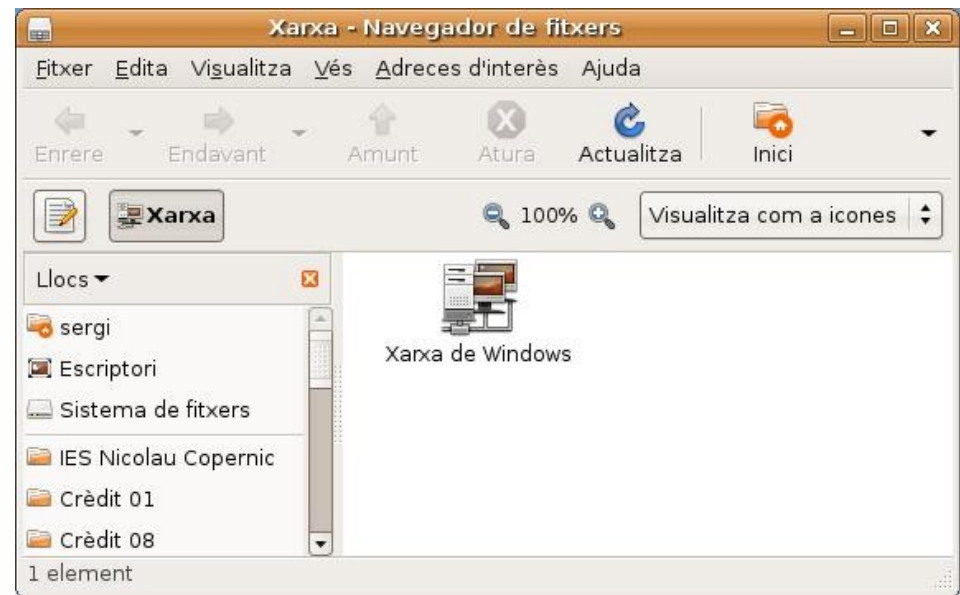 Xarxa - Navegador de fitxers
Fitxer Edita Visualitza Vés Adreces d'interès Ajuda
Enrere Endavant Amunt Atura Actualitza Inici
Xarxa 100% Visualitza com a icones
Llocs
sergi
Escriptori
Sistema de fitxers
IES Nicolau Copernic
Crèdit 01
Crèdit 08
Xarxa de Windows
1 element